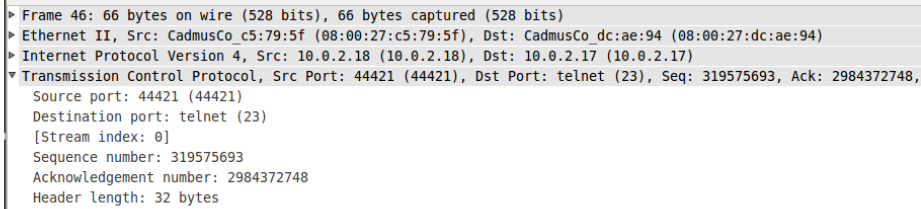 Frame 46: 66 bytes on wire (528 bits), 66 bytes captured (528 bits)
Ethernet II, Src: CadmusCo_c5:79:5f (08:00:27:c5:79:5f), Dst: CadmusCo_dc:ae:94 (08:00:27:dc:ae:94)
Internet Protocol Version 4, Src: 10.0.2.18 (10.0.2.18), Dst: 10.0.2.17 (10.0.2.17)
Transmission Control Protocol, Src Port: 44421 (44421), Dst Port: telnet (23), Seq: 319575693, Ack: 2984372748,
Source port: 44421 (44421)
Destination port: telnet (23)
[Stream index: 0]
Sequence number: 319575693
Acknowledgement number: 2984372748
Header length: 32 bytes